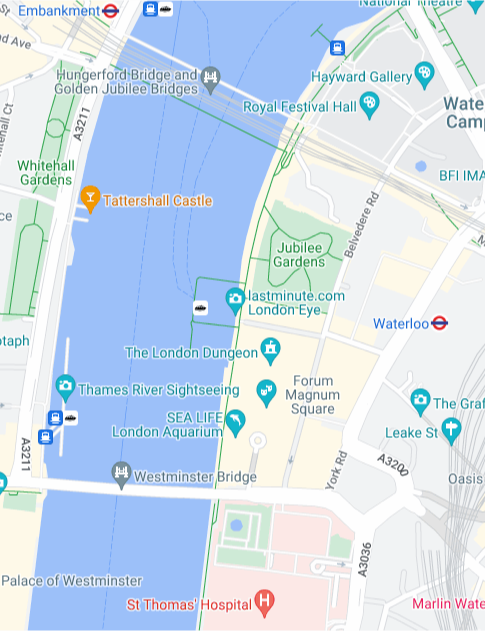 National Theatre
Embankment
nd Ave
Hungerford Bridge and
Golden Jubilee Bridges
Hayward Gallery
Royal Festival Hall
Wate
Camp
A3211
itehall Ct
Whitehall
Gardens
BFI IMA
Tattershall Castle
Belvedere Rd
Jubilee
Gardens
lastminute.com
London Eye
Waterloo
otaph
The London Dungeon
Thames River Sightseeing
Forum
Magnum
Square
The Graf
SEA LIFE
London Aquarium
Leake St
A3211
York Rd
A3200
Westminster Bridge
Oasis
A3036
Palace of Westminster
St Thomas' Hospital
H
Marlin Wate